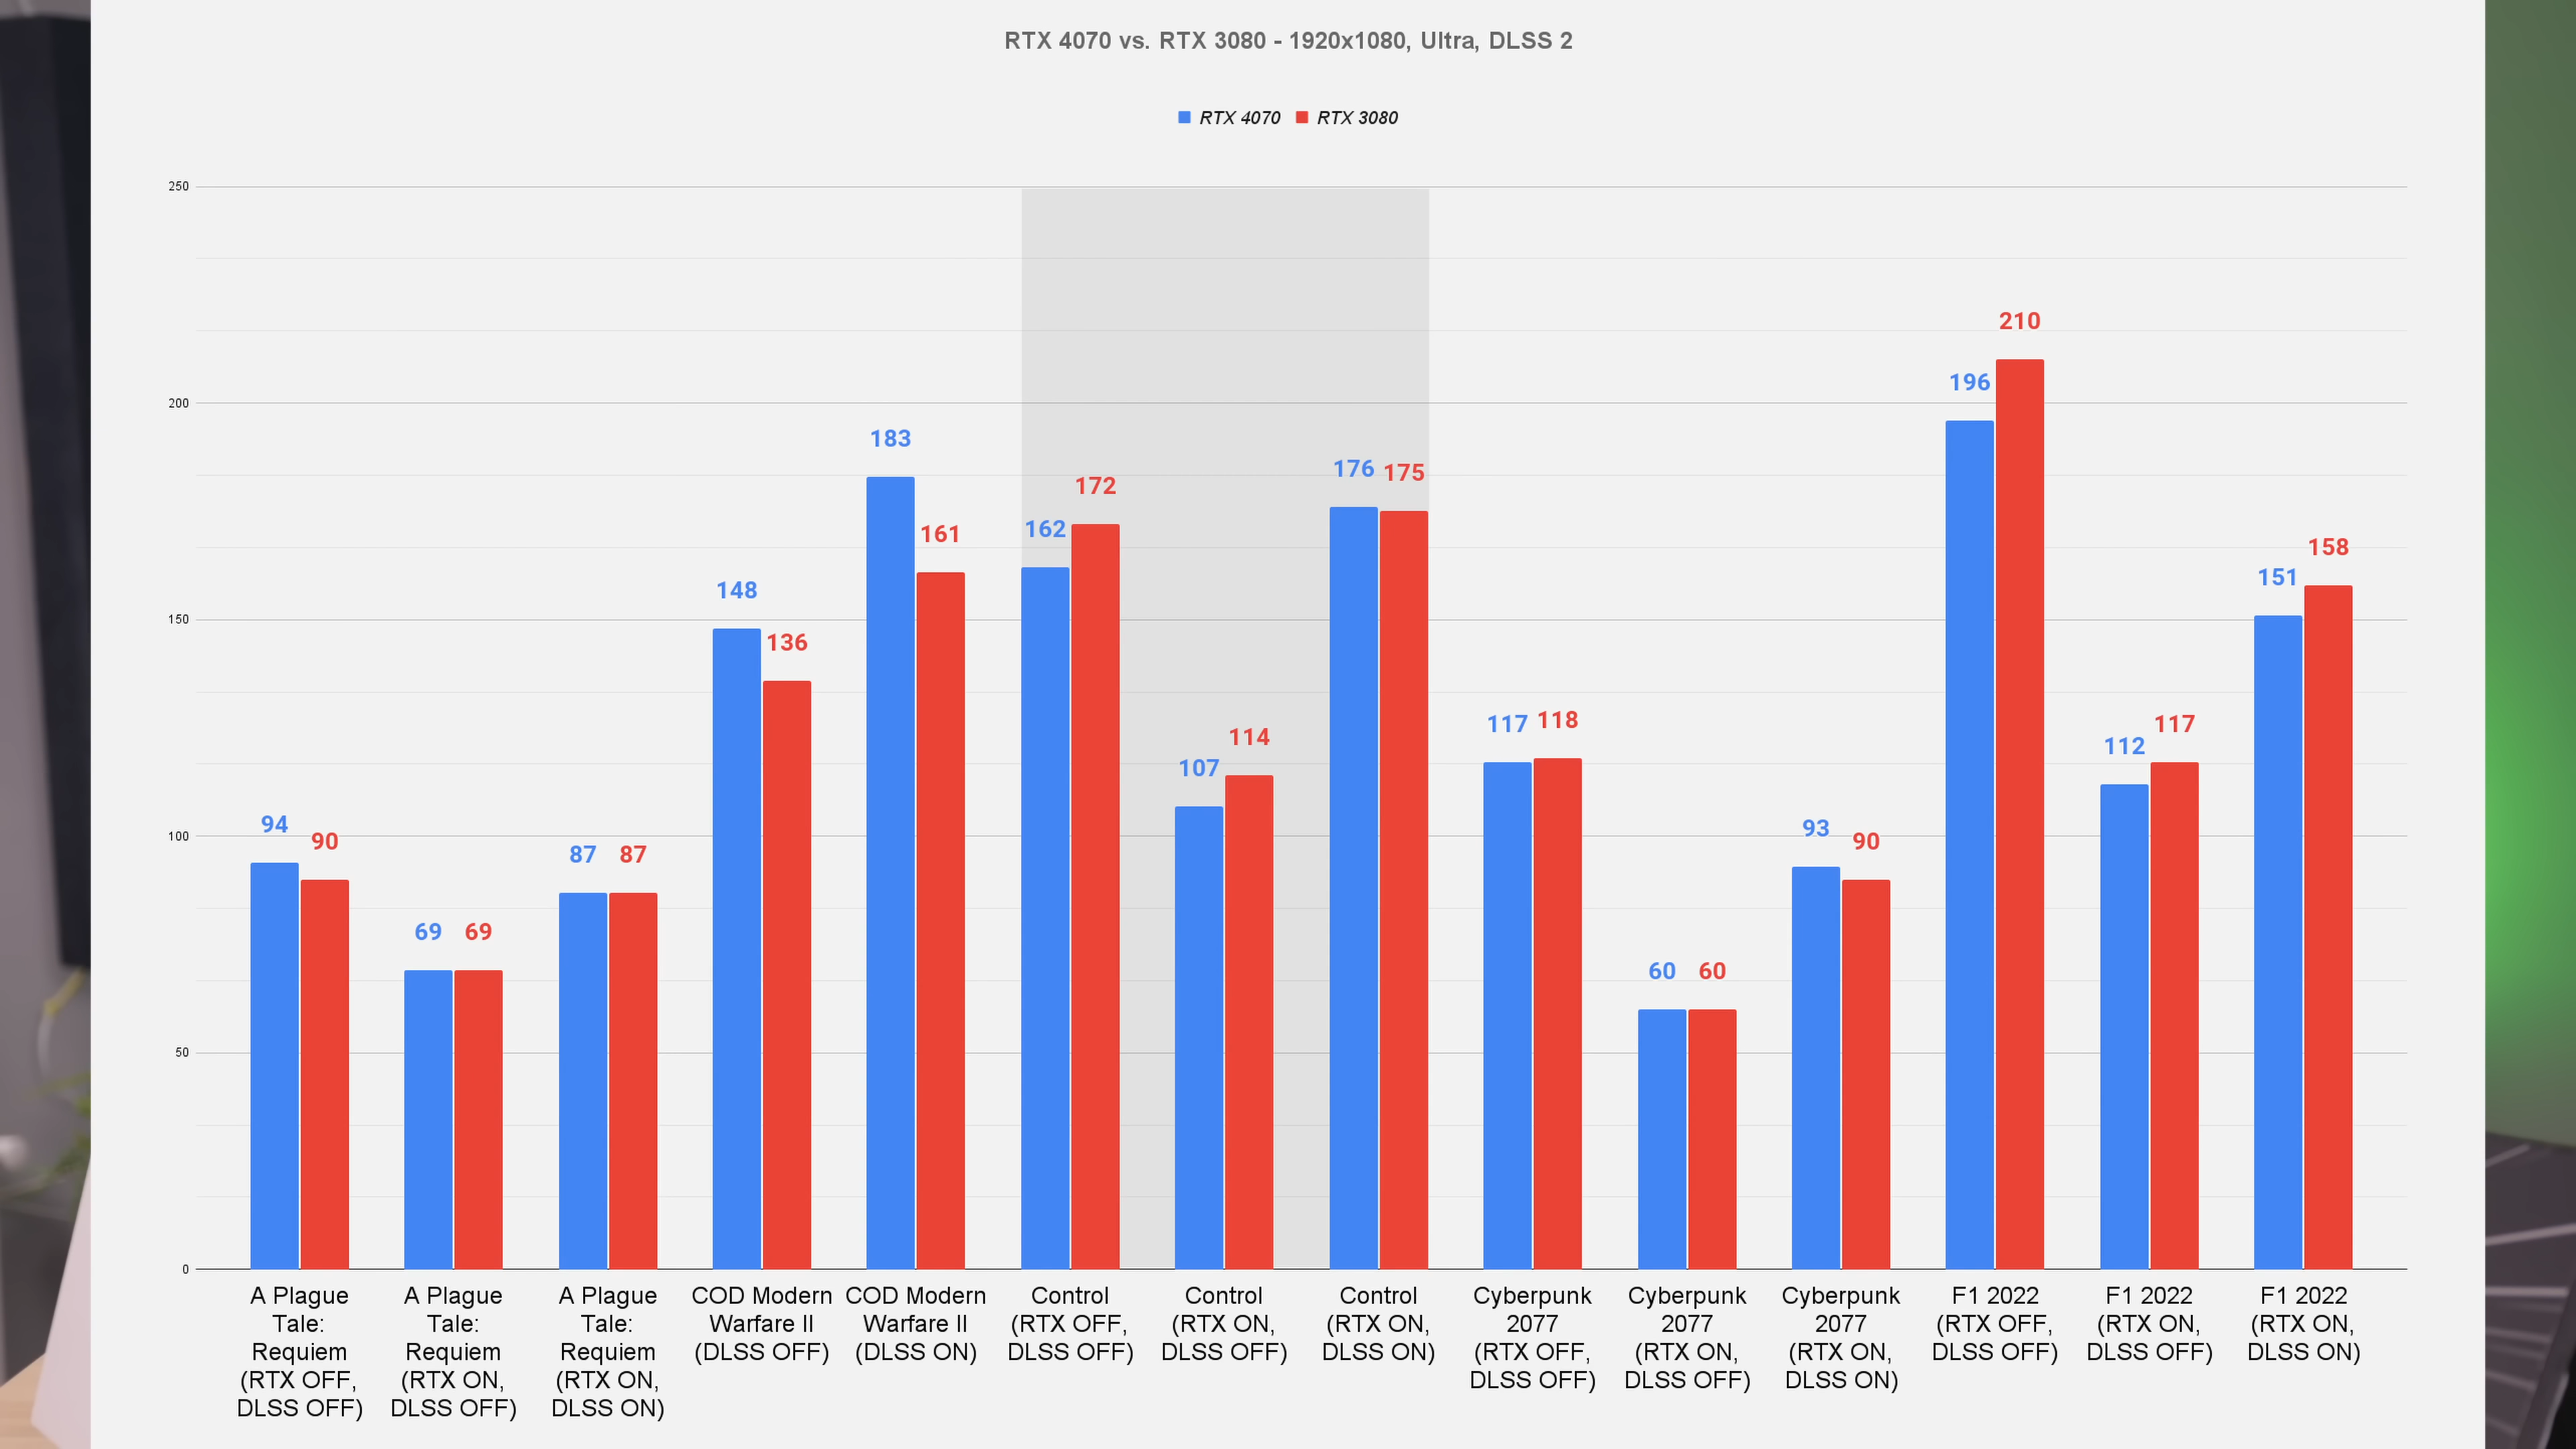 RTX 4070 vs. RTX 3080 - 1920x1080, Ultra, DLSS 2
RTX 4070 RTX 3080
250
200
150
100
50
0
94
90
69
69
87
87
148
136
183
161
162
172
107
114
176
175
117
118
60
60
93
90
196
210
112
117
151
158
A Plague
Tale:
Requiem
(RTX OFF,
DLSS OFF)
A Plague
Tale:
Requiem
(RTX ON,
DLSS OFF)
A Plague
Tale:
Requiem
(RTX ON,
DLSS ON)
COD Modern
Warfare II
(DLSS OFF)
COD Modern
Warfare II
(DLSS ON)
Control
(RTX OFF,
DLSS OFF)
Control
(RTX ON,
DLSS OFF)
Control
(RTX ON,
DLSS ON)
Cyberpunk
2077
(RTX OFF,
DLSS OFF)
Cyberpunk
2077
(RTX ON,
DLSS OFF)
Cyberpunk
2077
(RTX ON,
DLSS ON)
F1 2022
(RTX OFF,
DLSS OFF)
F1 2022
(RTX ON,
DLSS OFF)
F1 2022
(RTX ON,
DLSS ON)